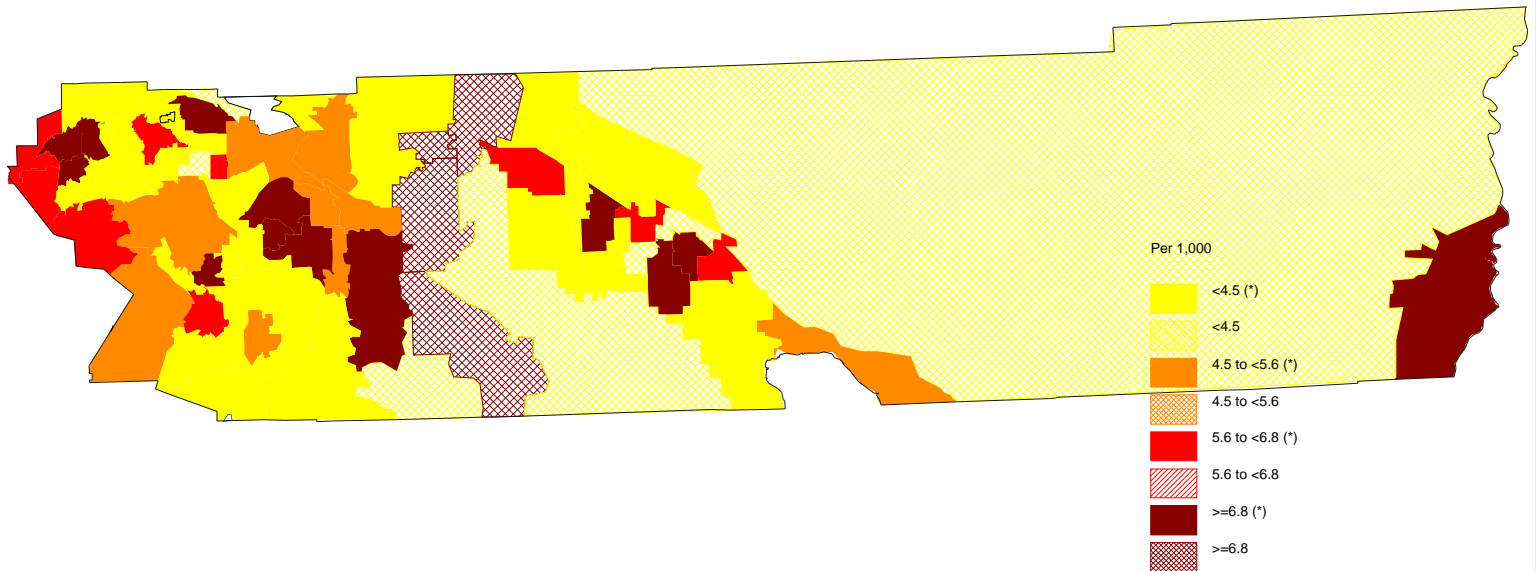 Per 1,000
<4.5 (*)
<4.5
4.5 to <5.6 (*)
4.5 to <5.6
5.6 to <6.8 (*)
5.6 to <6.8
>=6.8 (*)
>=6.8